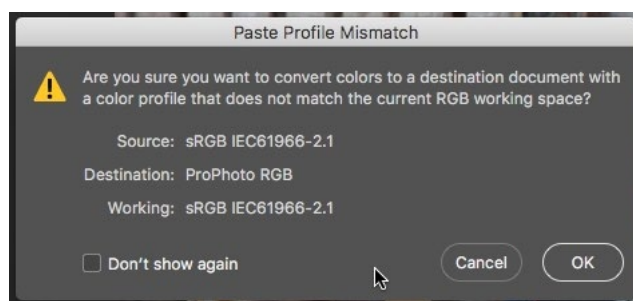 Paste Profile Mismatch
Are you sure you want to convert colors to a destination document with
a color profile that does not match the current RGB working space?
Source: sRGB IEC61966-2.1
Destination: ProPhoto RGB
Working: sRGB IEC61966-2.1
Don't show again
Cancel
OK